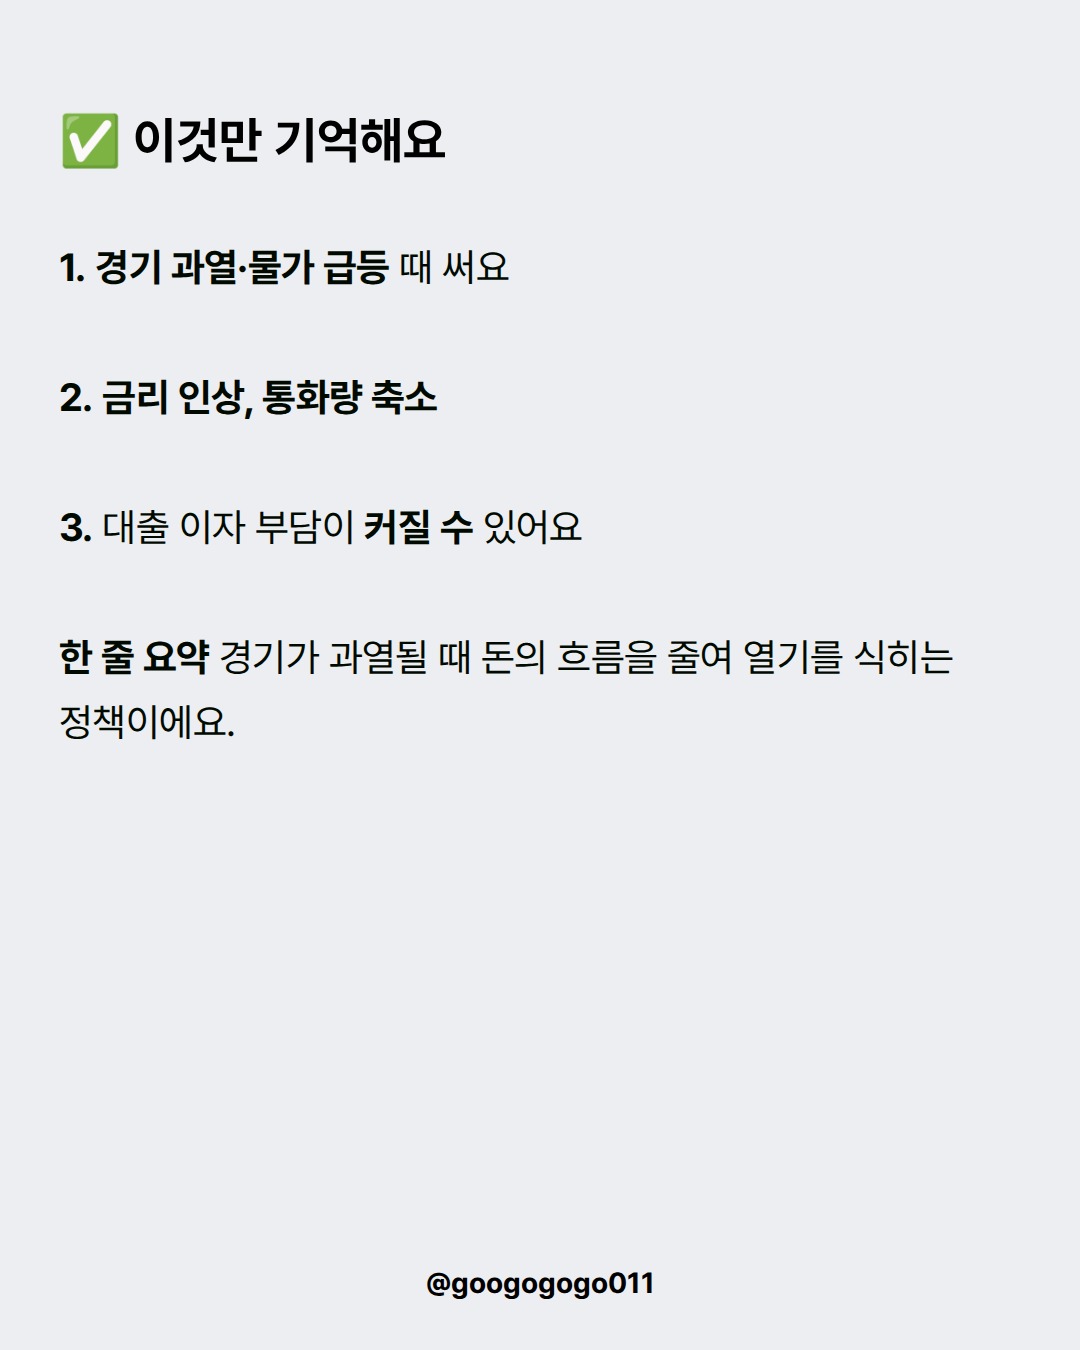 ✅ 이것만 기억해요
1. 경기 과열·물가 급등 때 써요
2. 금리 인상, 통화량 축소
3. 대출 이자 부담이 커질 수 있어요
한 줄 요약 경기가 과열될 때 돈의 흐름을 줄여 열기를 식히는
정책이에요.
@googogogo011